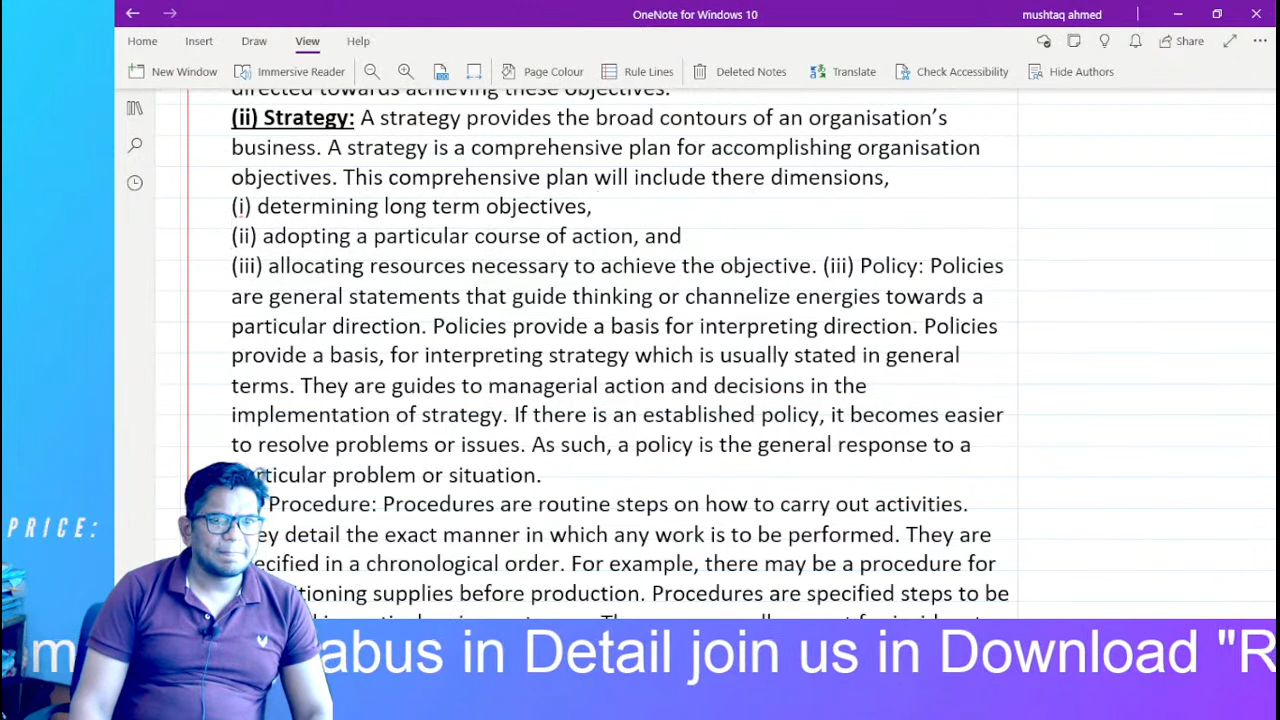 OneNote for Windows 10
mushtaq ahmed
Home Insert Draw View Help
Share
New Window Immersive Reader Page Colour Rule Lines Deleted Notes Translate Check Accessibility Hide Authors
directed towards achieving these objectives.
(ii) Strategy: A strategy provides the broad contours of an organisation’s
business. A strategy is a comprehensive plan for accomplishing organisation
objectives. This comprehensive plan will include there dimensions,
(i) determining long term objectives,
(ii) adopting a particular course of action, and
(iii) allocating resources necessary to achieve the objective. (iii) Policy: Policies
are general statements that guide thinking or channelize energies towards a
particular direction. Policies provide a basis for interpreting direction. Policies
provide a basis, for interpreting strategy which is usually stated in general
terms. They are guides to managerial action and decisions in the
implementation of strategy. If there is an established policy, it becomes easier
to resolve problems or issues. As such, a policy is the general response to a
particular problem or situation.
Procedure: Procedures are routine steps on how to carry out activities.
detail the exact manner in which any work is to be performed. They are
in a chronological order. For example, there may be a procedure for
supplies before production. Procedures are specified steps to be
PRICE:
abus in Detail join us in Download "R